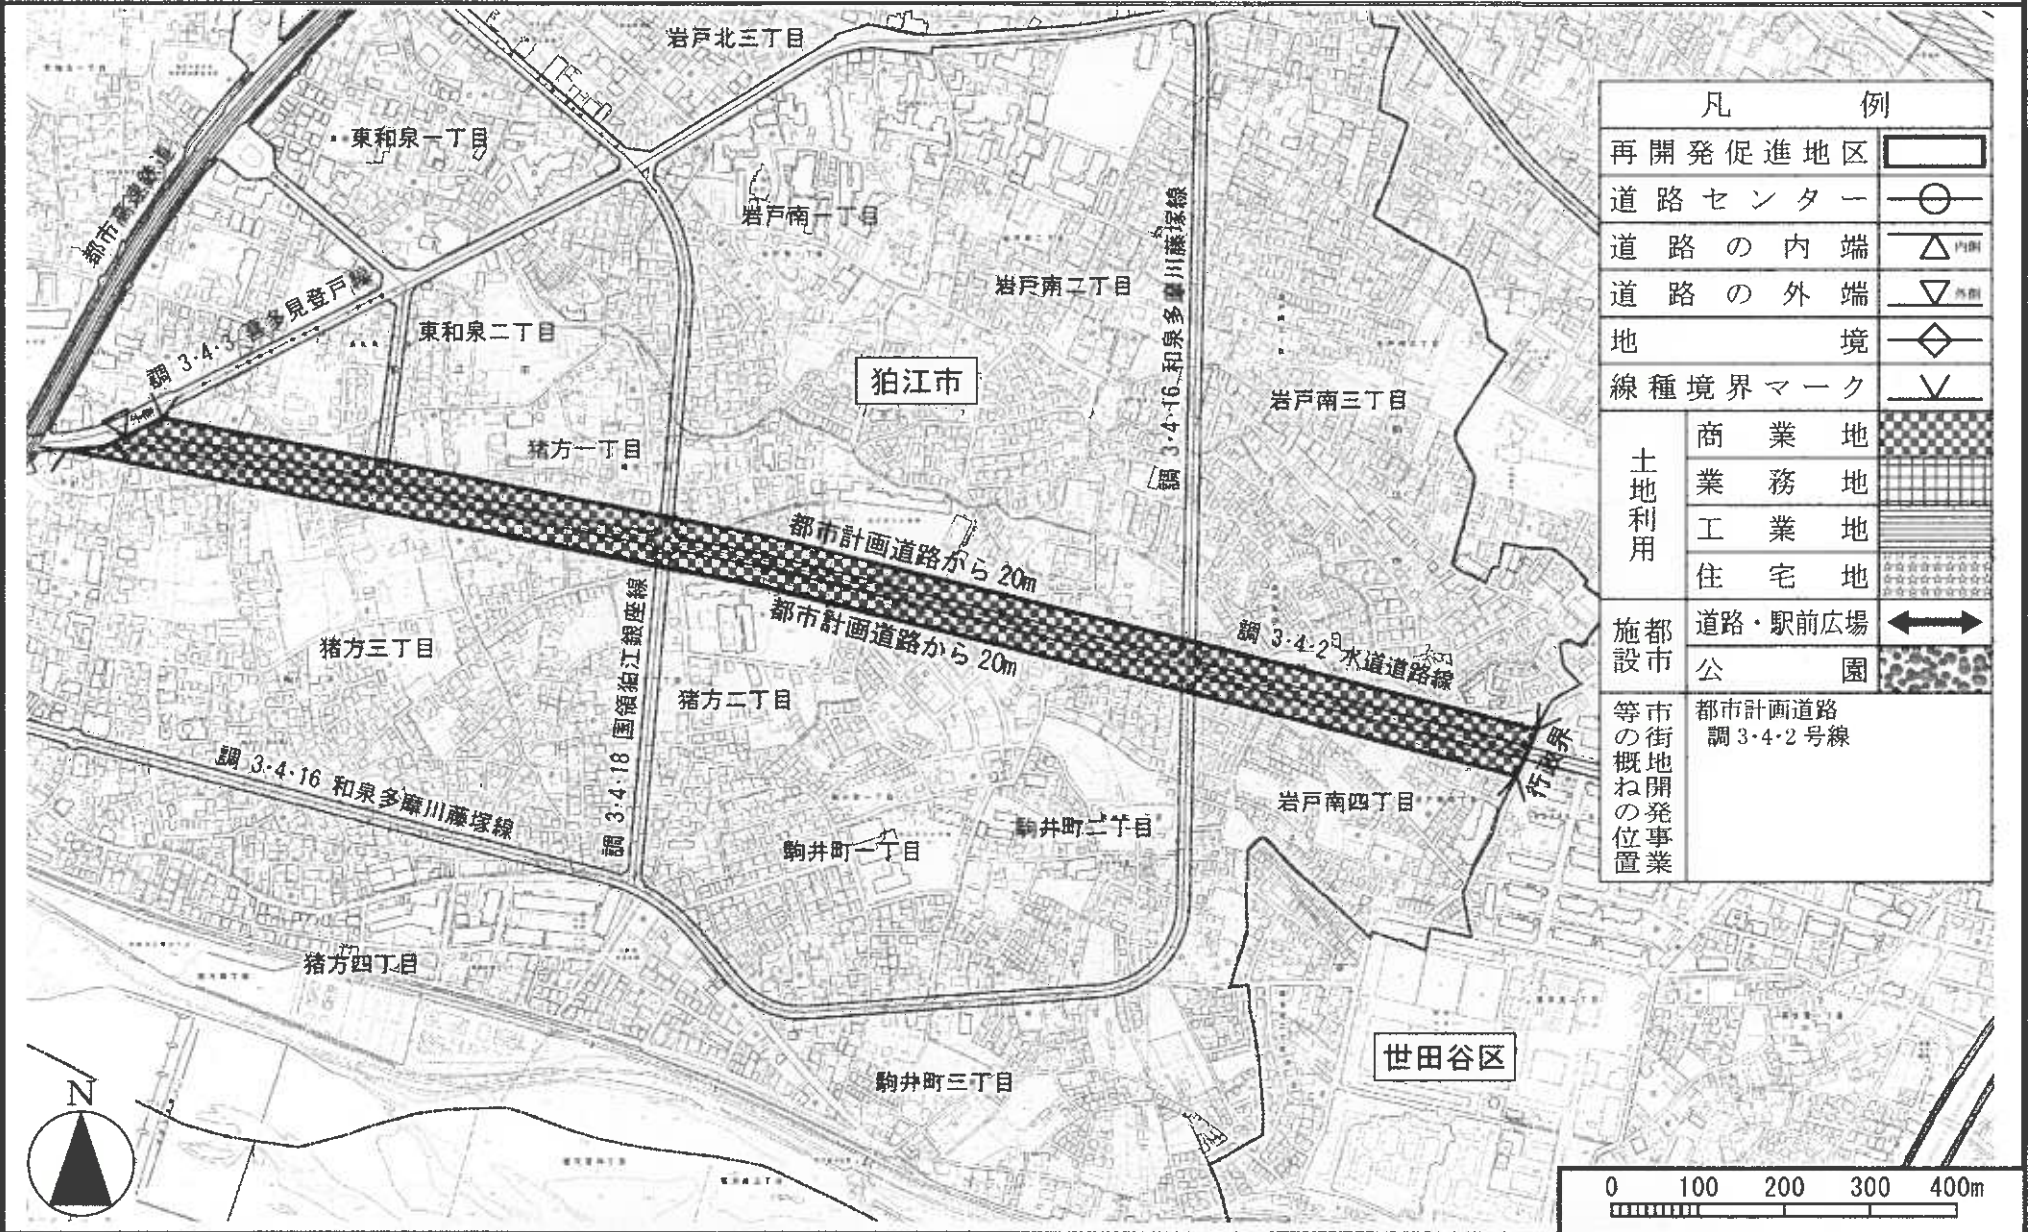 岩戸北三丁目
東和泉一丁目
都市高速鉄道
岩戸南一丁目
岩戸南二丁目
調 3・4・16 和泉多摩川藤塚線
調 3・4・3 喜多見登戸線
東和泉二丁目
狛江市
岩戸南三丁目
外側
猪方一丁目
都市計画道路から 20m
都市計画道路から 20m
調 3・4・2 水道道路線
猪方三丁目
調 3・4・18 国領狛江銀座線
猪方二丁目
行政界
調 3・4・16 和泉多摩川藤塚線
岩戸南四丁目
駒井町一丁目
駒井町二丁目
猪方四丁目
世田谷区
駒井町三丁目
N
凡例
再開発促進地区
道路センター
道路の内端 内側
道路の外端 外側
地境
線種境界マーク
土地利用
商業地
業務地
工業地
住宅地
都市施設
道路・駅前広場
公園
市街地開発事業等の概ねの位置
都市計画道路
調 3・4・2 号線
0 100 200 300 400m